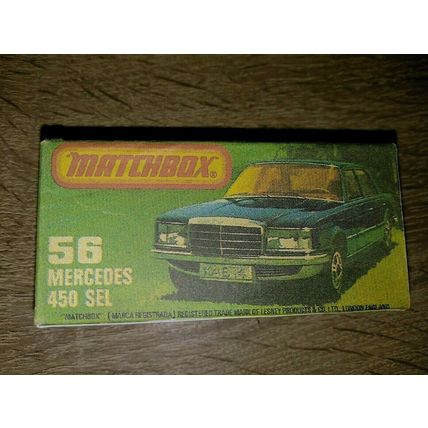 MATCHBOX®
56
MERCEDES
450 SEL
"MATCHBOX" [MARCA REGISTRADA] REGISTERED TRADE MARK OF LESNEY PRODUCTS & CO. LTD. LONDON ENGLAND